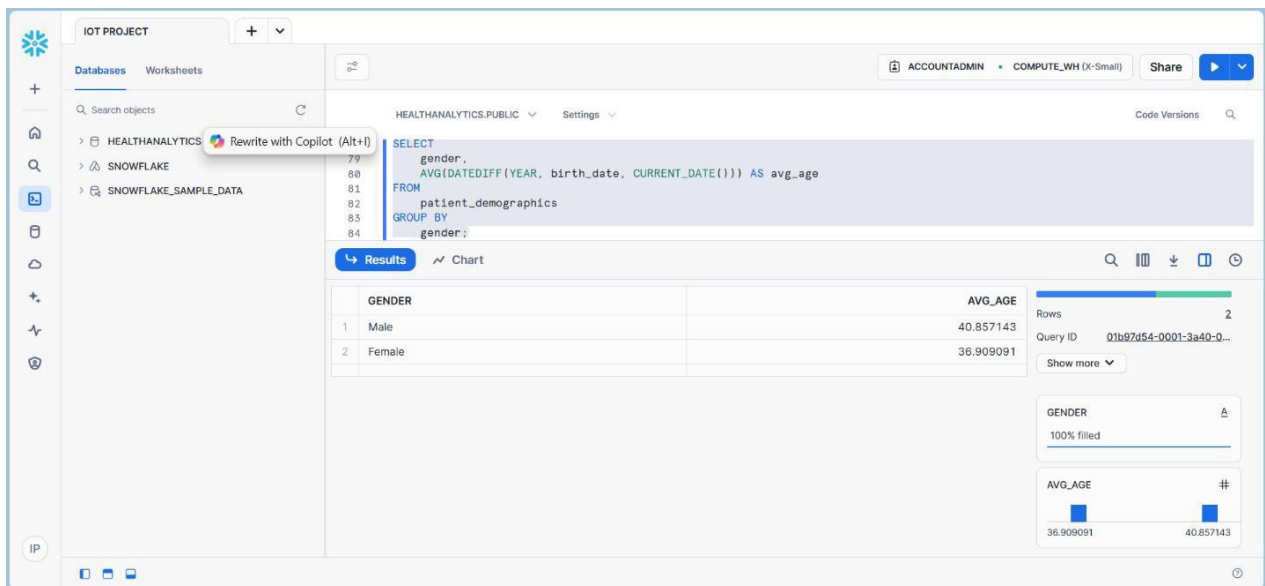 IOT PROJECT
Databases Worksheets
ACCOUNTADMIN • COMPUTE_WH (X-Small) Share
Search objects
HEALTHANALYTICS.PUBLIC Settings Code Versions
HEALTHANALYTICS
Rewrite with Copilot (Alt+I)
SNOWFLAKE
SNOWFLAKE_SAMPLE_DATA
SELECT
79 gender,
80 AVG(DATEDIFF(YEAR, birth_date, CURRENT_DATE())) AS avg_age
81 FROM
82 patient_demographics
83 GROUP BY
84 gender;
Results Chart
GENDER AVG_AGE
1 Male 40.857143
2 Female 36.909091
Rows 2
Query ID 01b97d54-0001-3a40-0...
Show more
GENDER A
100% filled
AVG_AGE #
36.909091 40.857143
IP